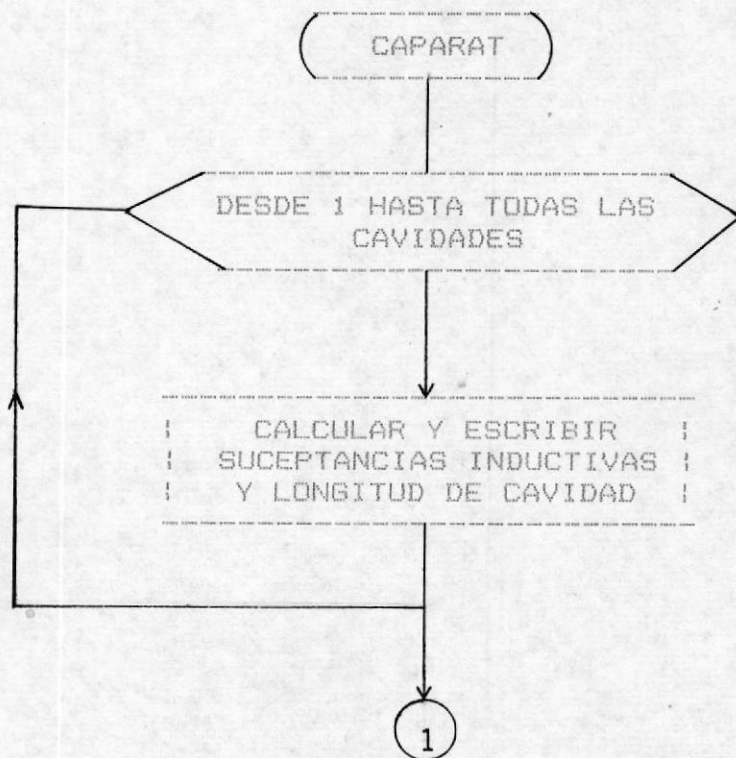 CAPARAT
DESDE 1 HASTA TODAS LAS
CAVIDADES
CALCULAR Y ESCRIBIR
SUCEPTANCIAS INDUCTIVAS
Y LONGITUD DE CAVIDAD
1